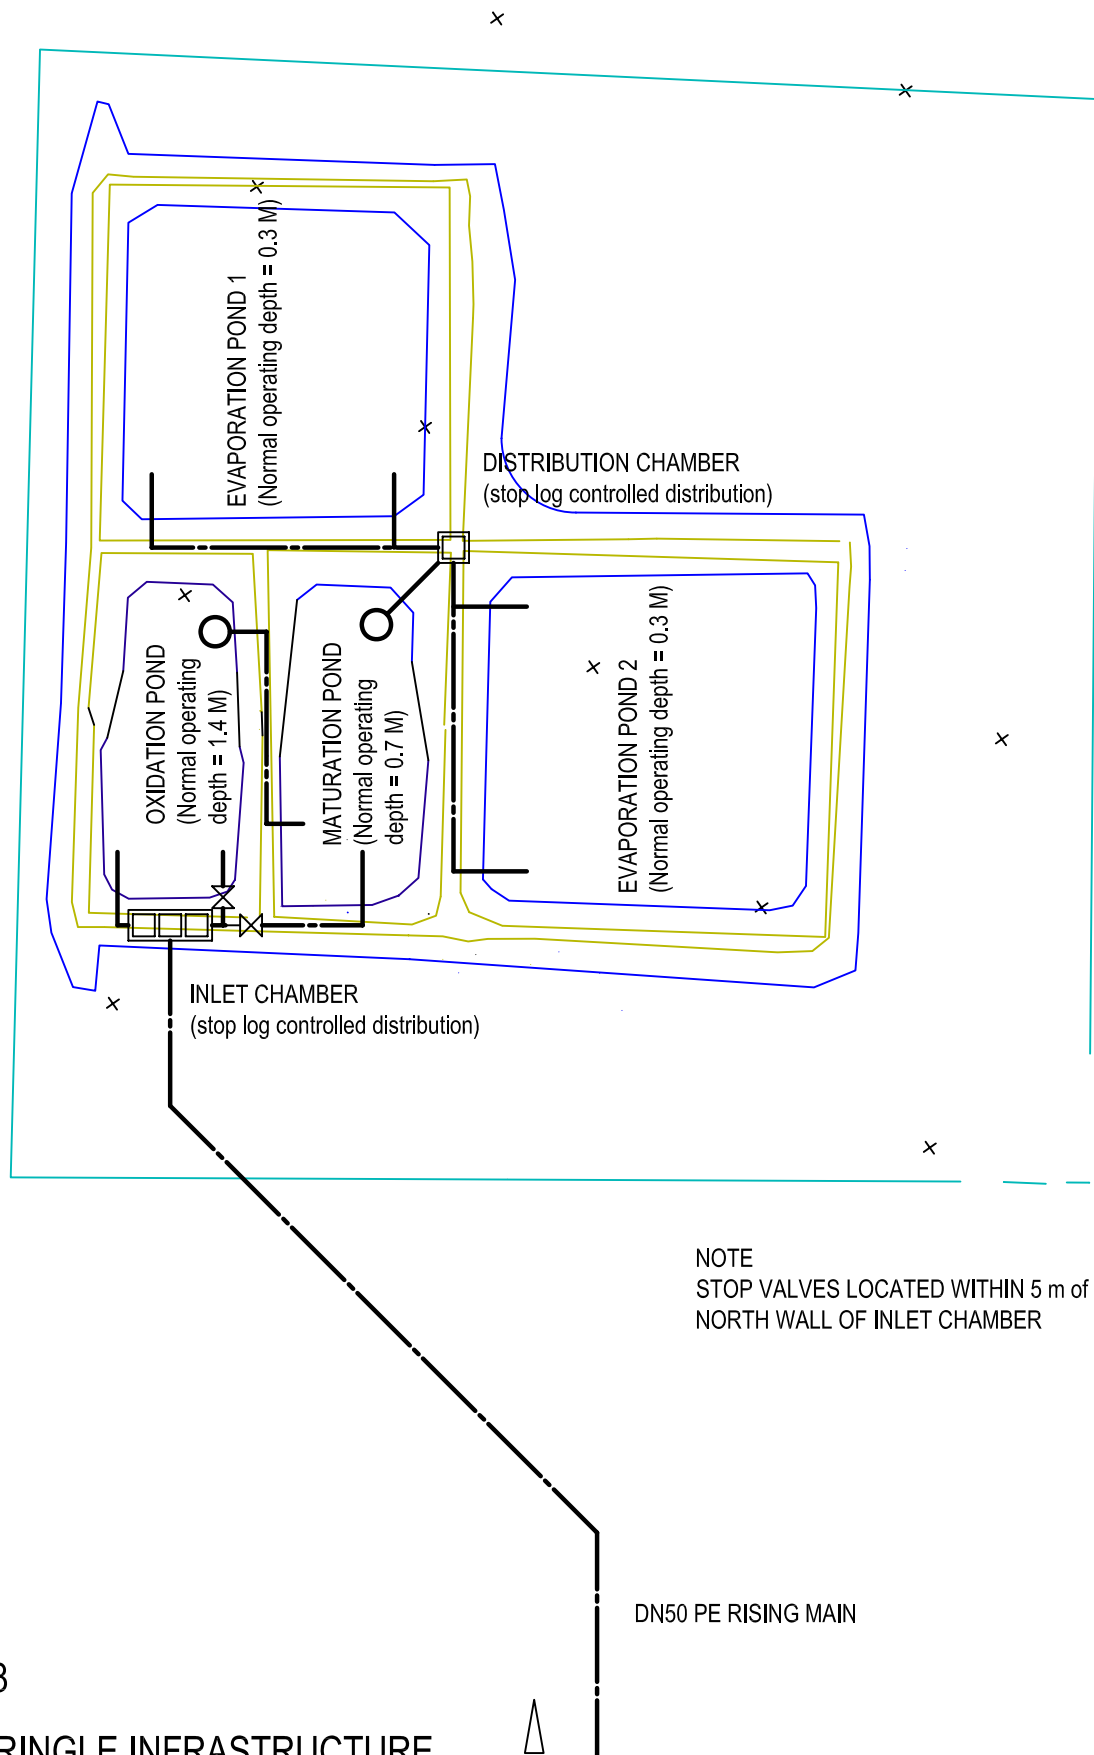 EVAPORATION POND 1
(Normal operating depth = 0.3 M)
DISTRIBUTION CHAMBER
(stop log controlled distribution)
OXIDATION POND
(Normal operating
depth = 1.4 M)
MATURATION POND
(Normal operating
depth = 0.7 M)
EVAPORATION POND 2
(Normal operating depth = 0.3 M)
INLET CHAMBER
(stop log controlled distribution)
NOTE
STOP VALVES LOCATED WITHIN 5 m of
NORTH WALL OF INLET CHAMBER
DN50 PE RISING MAIN
INFRASTRUCTURE